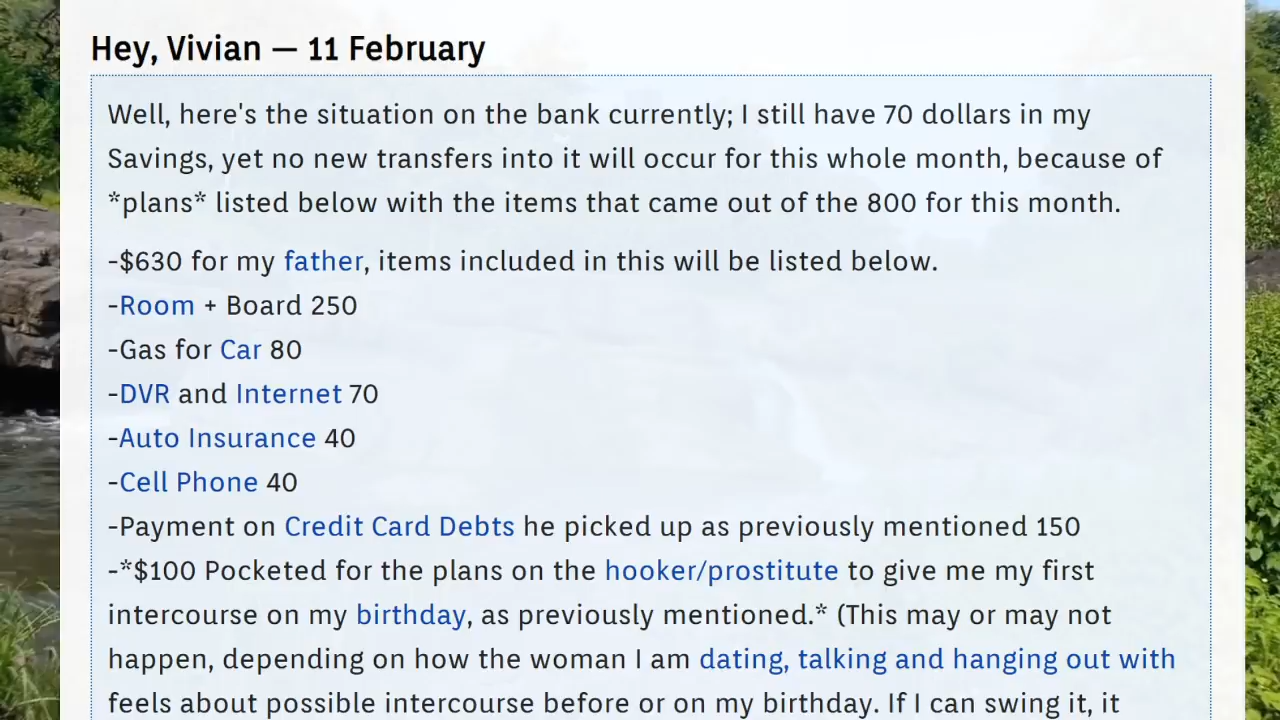 Hey, Vivian — 11 February
Well, here's the situation on the bank currently; I still have 70 dollars in my
Savings, yet no new transfers into it will occur for this whole month, because of
*plans* listed below with the items that came out of the 800 for this month.
-$630 for my father, items included in this will be listed below.
-Room + Board 250
-Gas for Car 80
-DVR and Internet 70
-Auto Insurance 40
-Cell Phone 40
-Payment on Credit Card Debts he picked up as previously mentioned 150
-*$100 Pocketed for the plans on the hooker/prostitute to give me my first
intercourse on my birthday, as previously mentioned.* (This may or may not
happen, depending on how the woman I am dating, talking and hanging out with
feels about possible intercourse before or on my birthday. If I can swing it, it